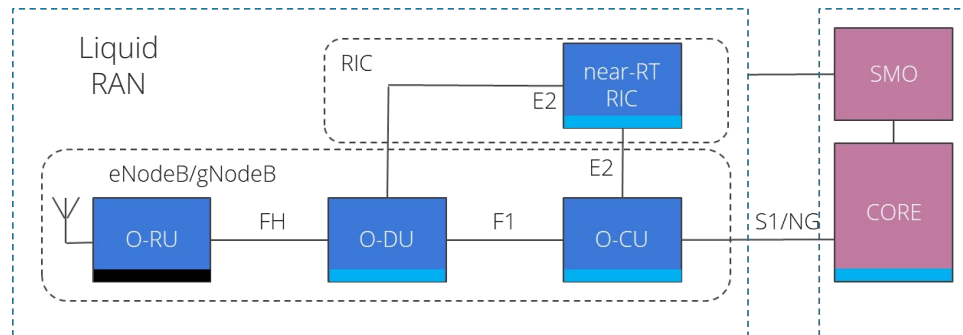 Liquid
RAN
RIC
near-RT
RIC
E2
SMO
E2
eNodeB/gNodeB
O-RU
FH
O-DU
F1
O-CU
S1/NG
CORE